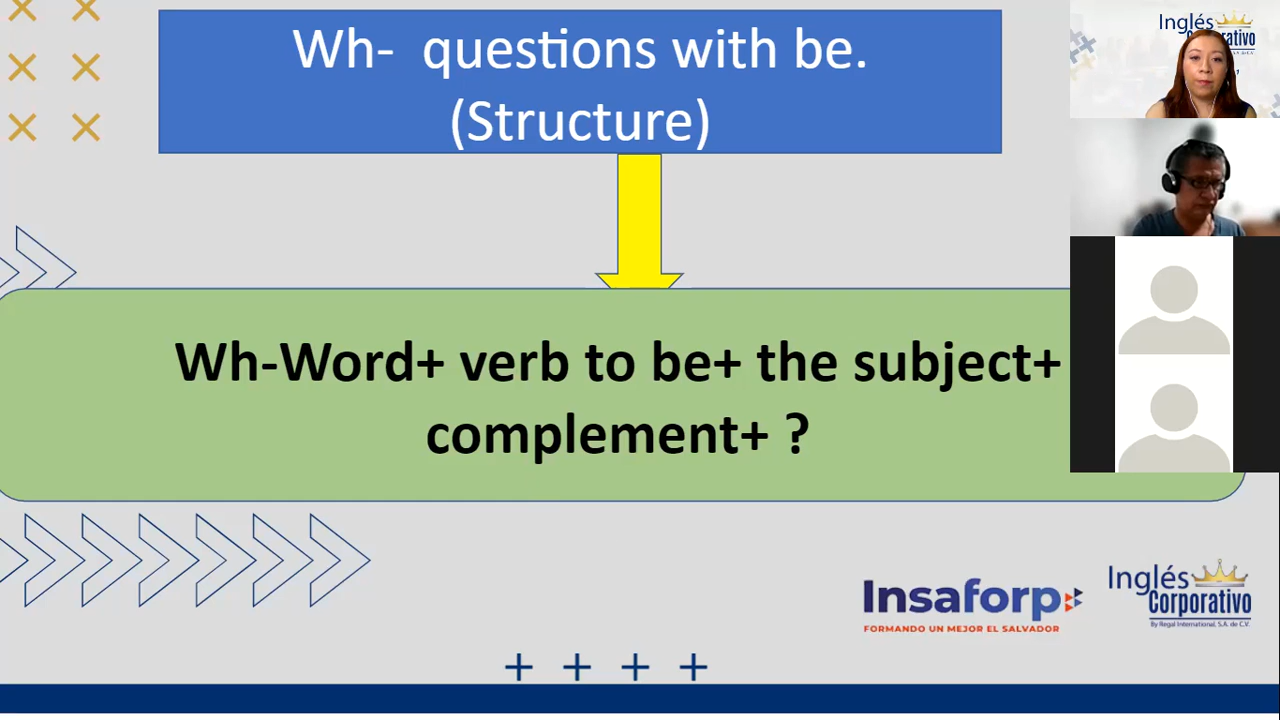 Wh- questions with be.
(Structure)
Wh-Word+ verb to be+ the subject+
complement+ ?
Inglés
Corporativo
Insaforp
FORMANDO UN MEJOR EL SALVADOR
Inglés
Corporativo
By Regal International, S.A. de C.V.